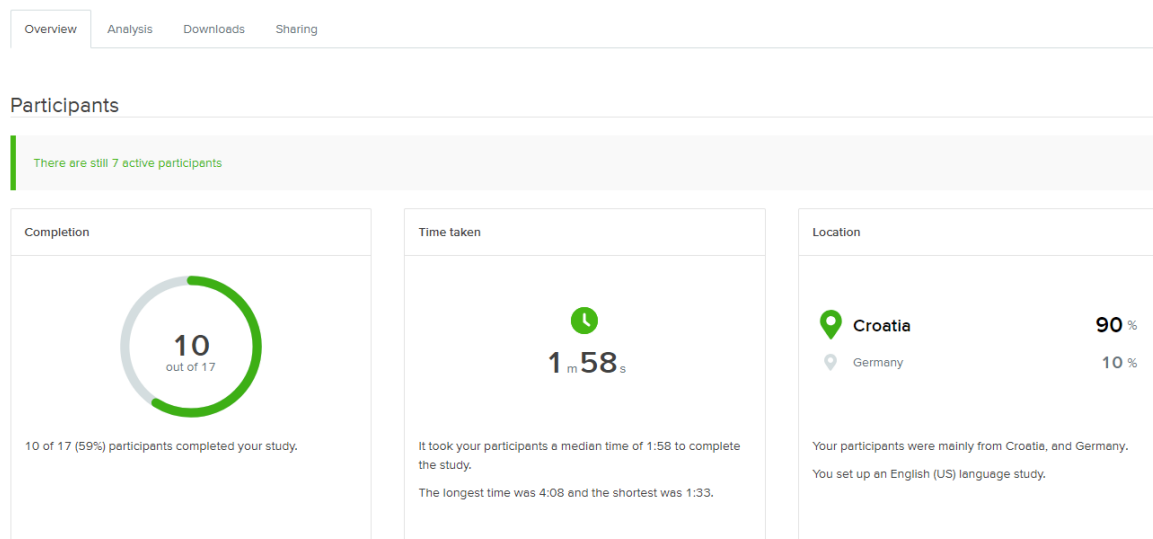 Overview Analysis Downloads Sharing
Participants
There are still 7 active participants
Completion
10
out of 17
10 of 17 (59%) participants completed your study.
Time taken
1 m 58 s
It took your participants a median time of 1:58 to complete
the study.
The longest time was 4:08 and the shortest was 1:33.
Location
Croatia 90 %
Germany 10 %
Your participants were mainly from Croatia, and Germany.
You set up an English (US) language study.